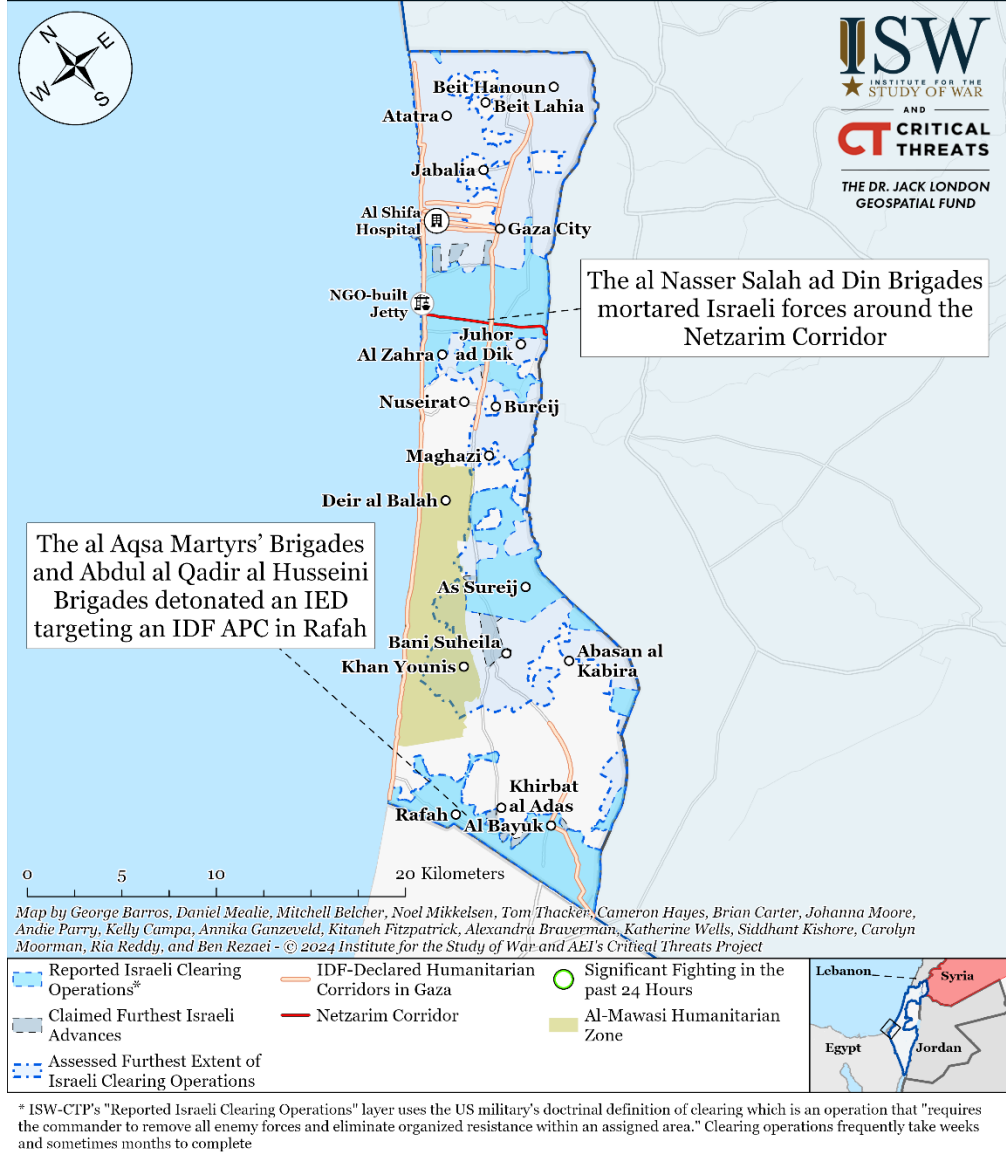 N
E
W
S
ISW
INSTITUTE FOR THE
STUDY OF WAR
AND
CT CRITICAL
THREATS
THE DR. JACK LONDON
GEOSPATIAL FUND
Beit Hanoun
Beit Lahia
Atatra
Jabalia
Al Shifa
Hospital
Gaza City
The al Nasser Salah ad Din Brigades
mortared Israeli forces around the
Netzarim Corridor
NGO-built
Jetty
Juhor
ad Dik
Al Zahra
Nuseirat
Bureij
Maghazi
Deir al Balah
The al Aqsa Martyrs’ Brigades
and Abdul al Qadir al Husseini
Brigades detonated an IED
targeting an IDF APC in Rafah
As Sureij
Bani Suheila
Khan Younis
Abasan al
Kabira
Khirbat
al Adas
Rafah
Al Bayuk
0 5 10 20 Kilometers
Map by George Barros, Daniel Mealie, Mitchell Belcher, Noel Mikkelsen, Tom Thacker, Cameron Hayes, Brian Carter, Johanna Moore,
Andie Parry, Kelly Campa, Annika Ganzeveld, Kitaneh Fitzpatrick, Alexandra Braverman, Katherine Wells, Siddhant Kishore, Carolyn
Moorman, Ria Reddy, and Ben Rezaei - © 2024 Institute for the Study of War and AEI's Critical Threats Project
Reported Israeli Clearing
Operations*
Claimed Furthest Israeli
Advances
Assessed Furthest Extent of
Israeli Clearing Operations
IDF-Declared Humanitarian
Corridors in Gaza
Netzarim Corridor
Significant Fighting in the
past 24 Hours
Al-Mawasi Humanitarian
Zone
Lebanon
Syria
Egypt
Jordan
* ISW-CTP's "Reported Israeli Clearing Operations" layer uses the US military's doctrinal definition of clearing which is an operation that "requires
the commander to remove all enemy forces and eliminate organized resistance within an assigned area." Clearing operations frequently take weeks
and sometimes months to complete